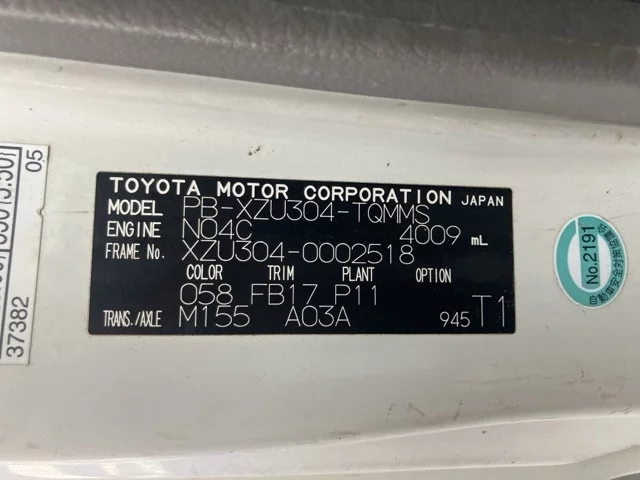 TOYOTA MOTOR CORPORATION JAPAN
MODEL PB-XZU304-TQMMS
ENGINE N04C 4009 mL
FRAME No. XZU304-0002518
COLOR TRIM PLANT OPTION
058 FB17 P11
TRANS./AXLE M155 A03A 945 T1
37382
05
No.2191